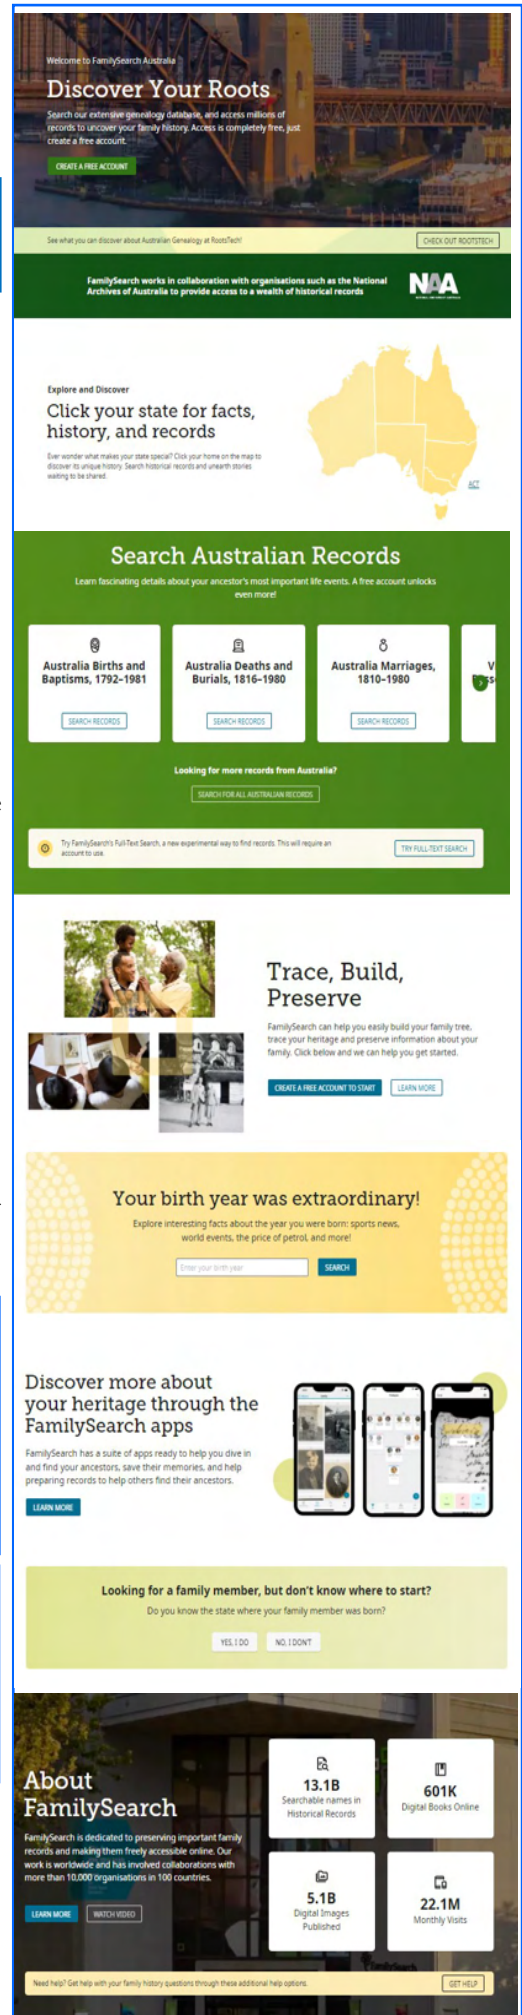 Welcome to FamilySearch Australia
Discover Your Roots
Search our extensive genealogy database, and access millions of
records to uncover your family history. Access is completely free, just
create a free account.
CREATE A FREE ACCOUNT
See what you can discover about Australian Genealogy at RootsTech!
CHECK OUT ROOTSTECH
FamilySearch works in collaboration with organisations such as the National
Archives of Australia to provide access to a wealth of historical records
NAA
Explore and Discover
Click your state for facts,
history, and records
Ever wonder what makes your state special? Click your home on the map to
discover its unique history. Search historical records and unearth stories
waiting to be shared.
ACT
Search Australian Records
Learn fascinating details about your ancestor's most important life events. A free account unlocks
even more!
Australia Births and
Baptisms, 1792–1981
SEARCH RECORDS
Australia Deaths and
Burials, 1816–1980
SEARCH RECORDS
Australia Marriages,
1810–1980
SEARCH RECORDS
V
Looking for more records from Australia?
SEARCH FOR ALL AUSTRALIAN RECORDS
Try FamilySearch's Full-Text Search, a new experimental way to find records. This will require an
account to use.
TRY FULL-TEXT SEARCH
Trace, Build,
Preserve
FamilySearch can help you easily build your family tree,
trace your heritage and preserve information about your
family. Click below and we can help you get started.
CREATE A FREE ACCOUNT TO START
LEARN MORE
Your birth year was extraordinary!
Explore interesting facts about the year you were born: sports news,
world events, the price of petrol, and more!
Enter your birth year
SEARCH
Discover more about
your heritage through the
FamilySearch apps
FamilySearch has a suite of apps ready to help you dive in
and find your ancestors, save their memories, and help
preparing records to help others find their ancestors.
LEARN MORE
Looking for a family member, but don't know where to start?
Do you know the state where your family member was born?
YES, I DO
NO, I DON'T
About
FamilySearch
FamilySearch is dedicated to preserving important family
records and making them freely accessible online. Our
work is worldwide and has involved collaborations with
more than 10,000 organisations in 100 countries.
LEARN MORE
WATCH VIDEO
13.1B
Searchable names in
Historical Records
601K
Digital Books Online
5.1B
Digital Images
Published
22.1M
Monthly Visits
FamilySearch
Need help? Get help with your family history questions through these additional help options.
GET HELP